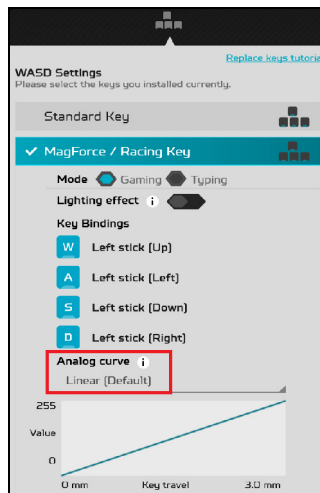 Replace keys tutoria
WASD Settings
Please select the keys you installed currently.
Standard Key
MagForce / Racing Key
Mode Gaming Typing
Lighting effect i
Key Bindings
W Left stick (Up)
A Left stick (Left)
S Left stick (Down)
D Left stick (Right)
Analog curve i
Linear (Default)
255
Value
0
0 mm Key travel 3.0 mm